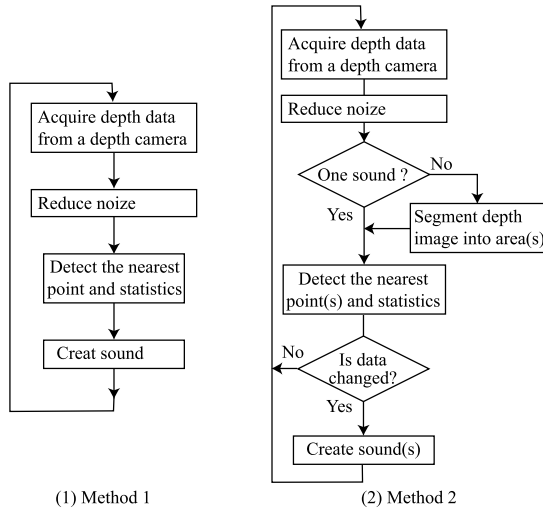 Acquire depth data
from a depth camera
Reduce noize
Detect the nearest
point and statistics
Creat sound
(1) Method 1
Acquire depth data
from a depth camera
Reduce noize
One sound ?
No
Yes
Segment depth
image into area(s)
Detect the nearest
point(s) and statistics
No
Is data
changed?
Yes
Create sound(s)
(2) Method 2